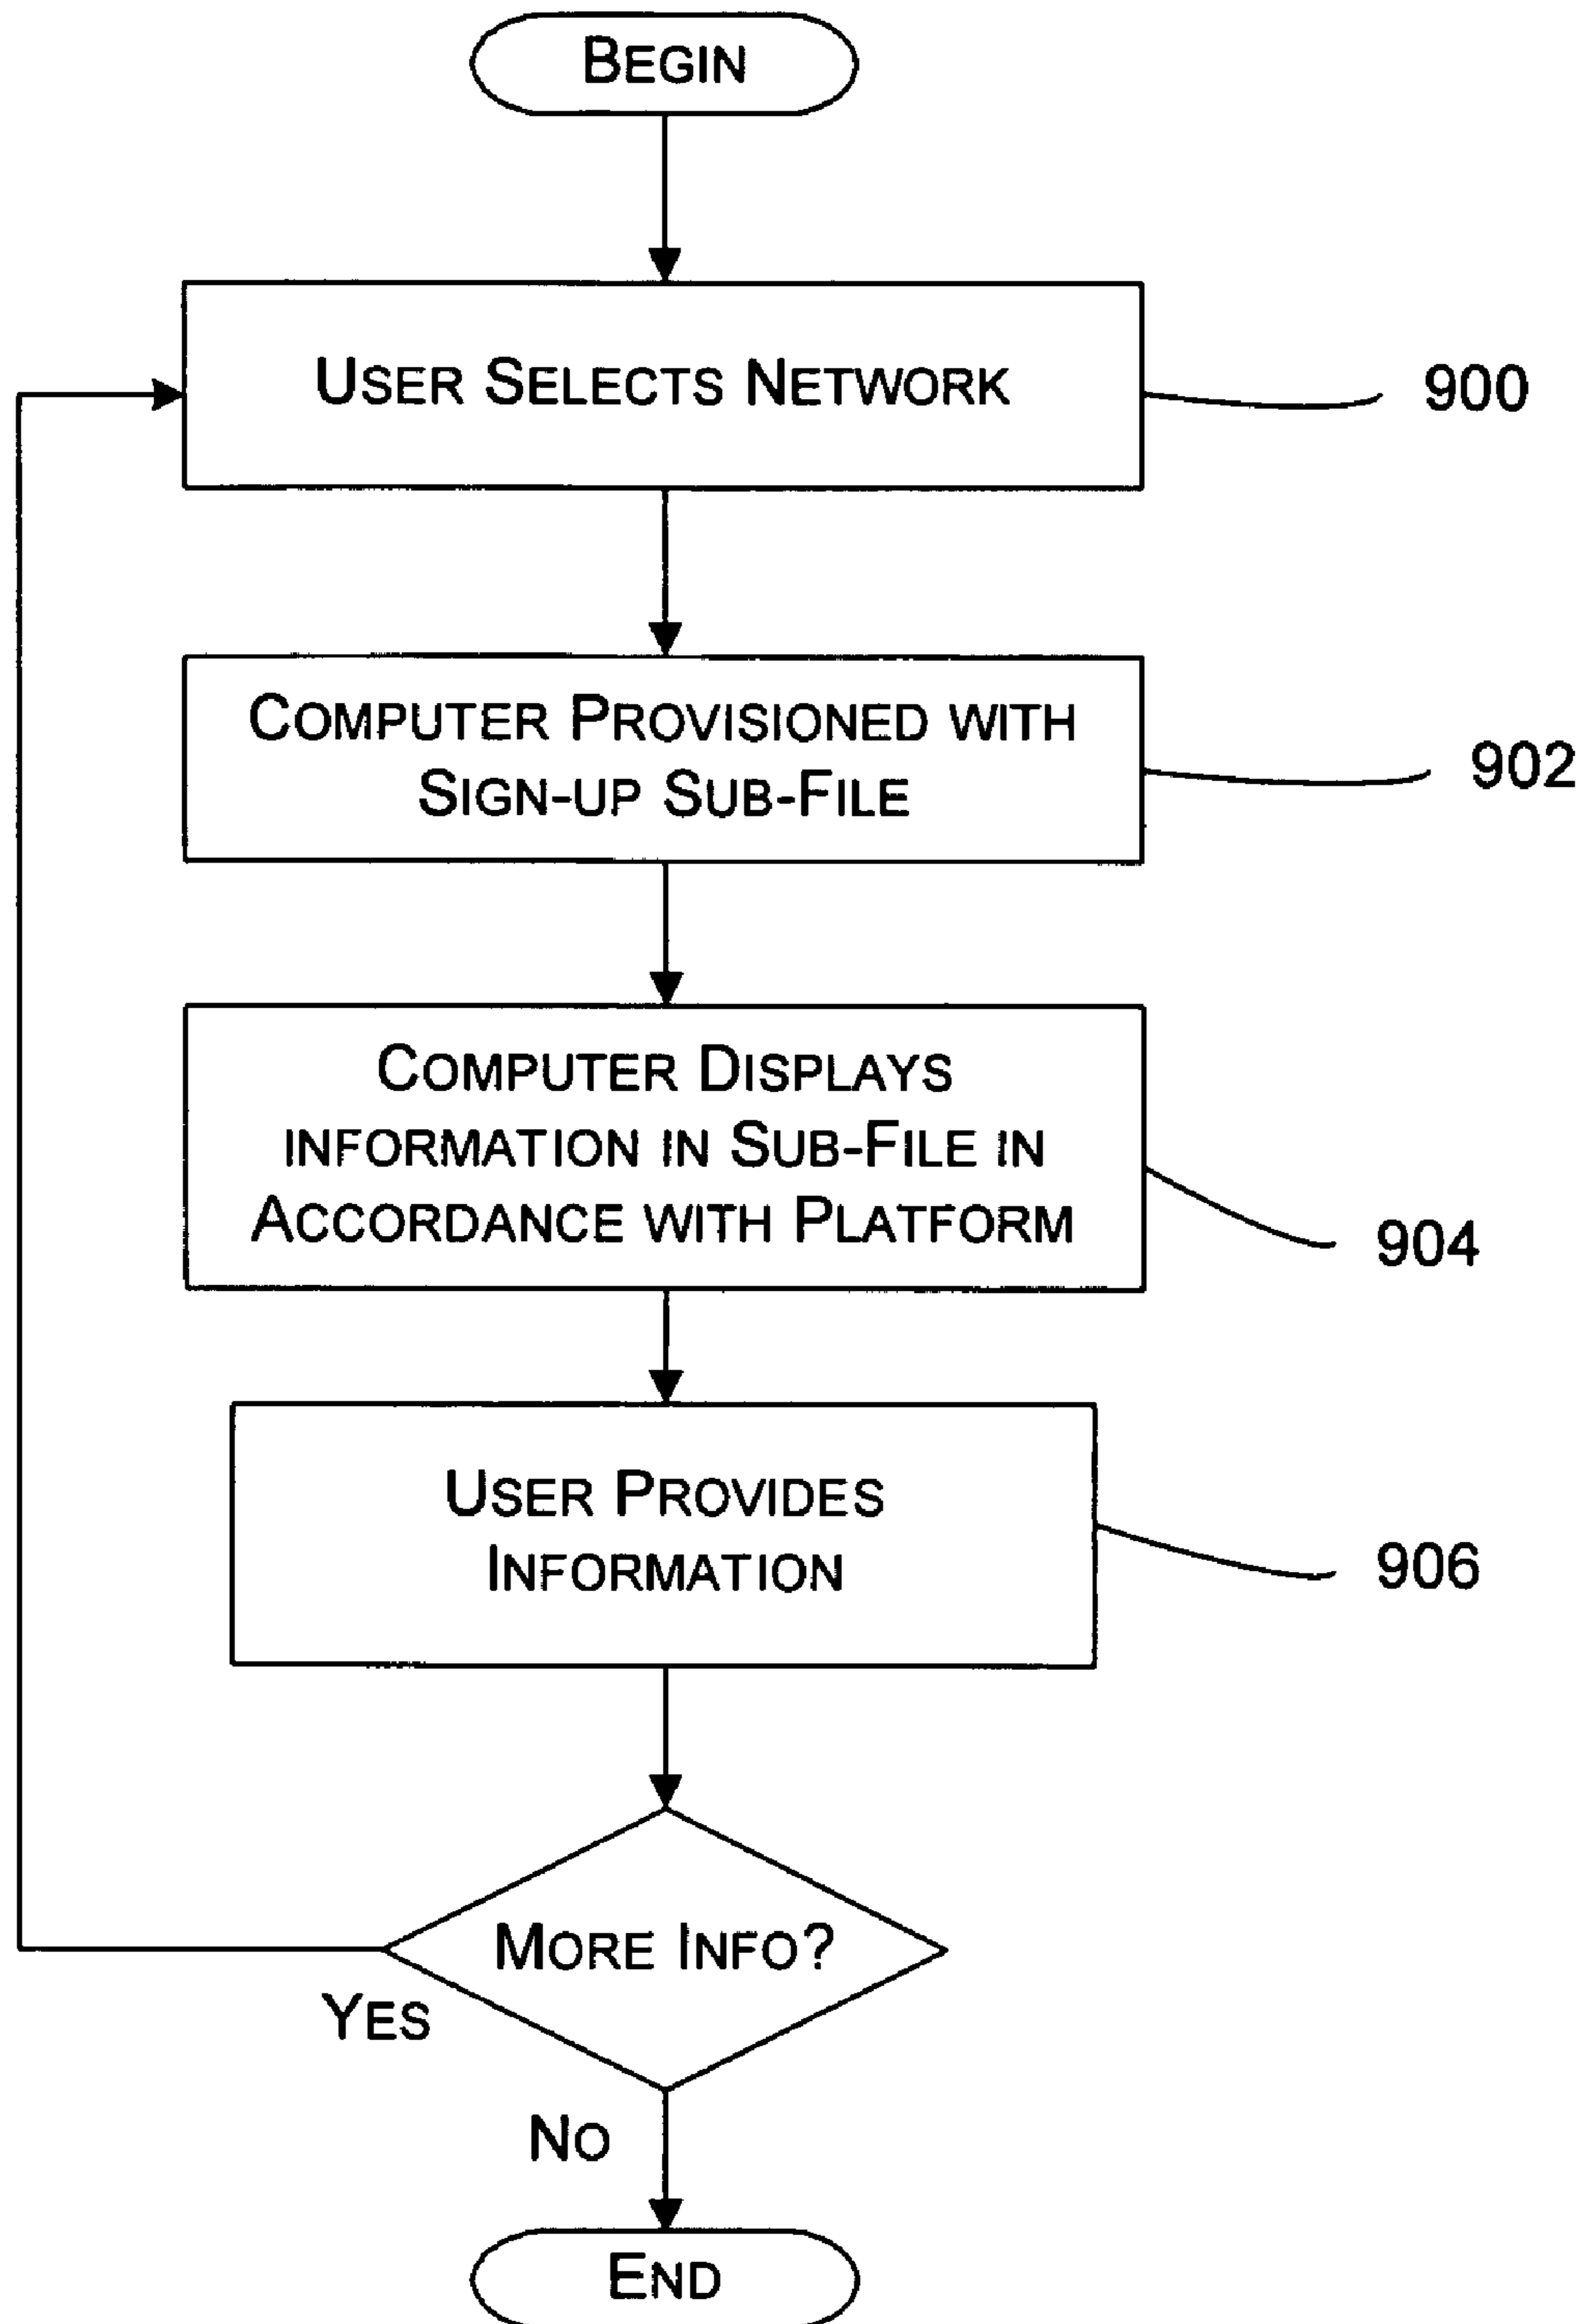 BEGIN
USER SELECTS NETWORK
900
COMPUTER PROVISIONED WITH
SIGN-UP SUB-FILE
902
COMPUTER DISPLAYS
INFORMATION IN SUB-FILE IN
ACCORDANCE WITH PLATFORM
904
USER PROVIDES
INFORMATION
906
MORE INFO?
YES
NO
END